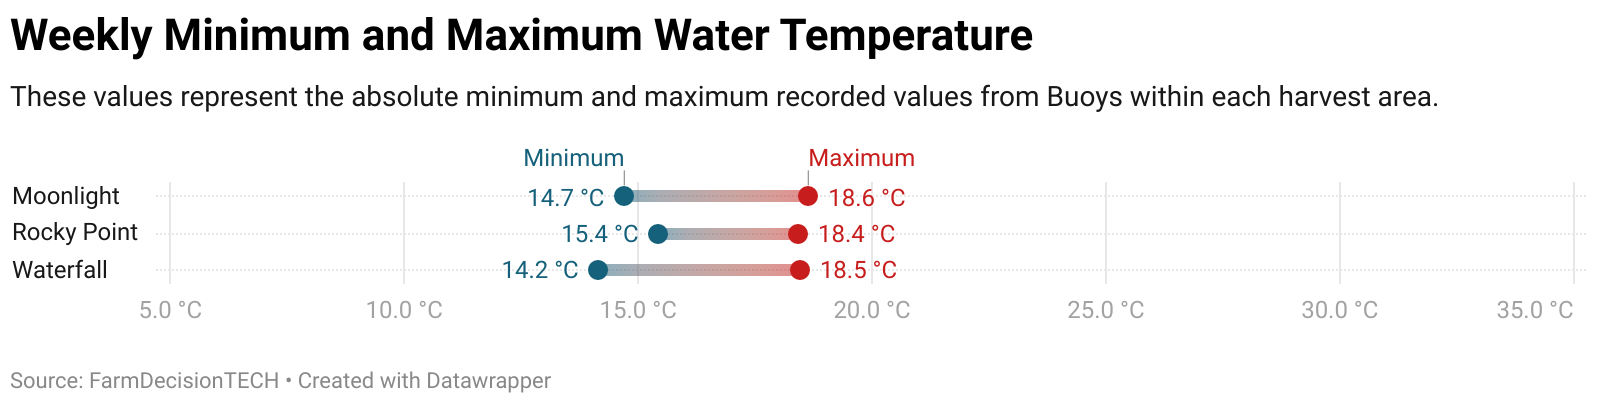 Weekly Minimum and Maximum Water Temperature
These values represent the absolute minimum and maximum recorded values from Buoys within each harvest area.
Minimum Maximum
Moonlight 14.7 °C 18.6 °C
Rocky Point 15.4 °C 18.4 °C
Waterfall 14.2 °C 18.5 °C
5.0 °C 10.0 °C 15.0 °C 20.0 °C 25.0 °C 30.0 °C 35.0 °C
Source: FarmDecisionTECH • Created with Datawrapper